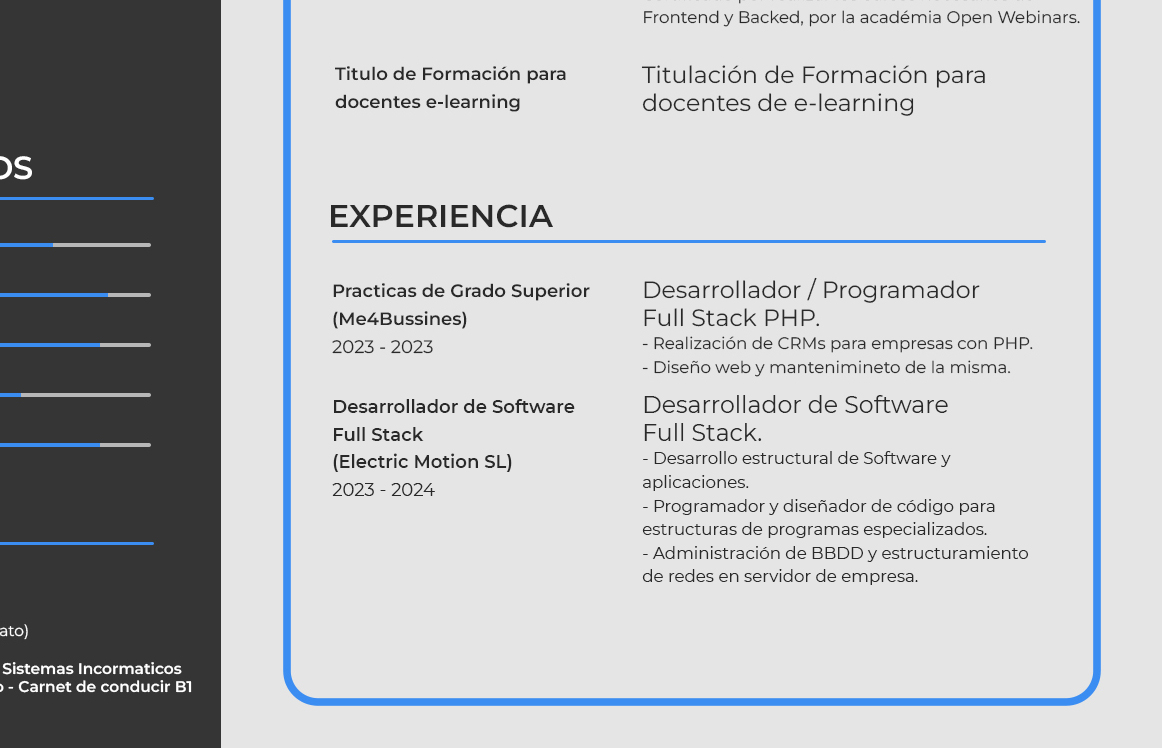 OS
ato)
Sistemas Incormaticos
- Carnet de conducir B1
Frontend y Backed, por la académia Open Webinars.
Titulo de Formación para
docentes e-learning
Titulación de Formación para
docentes de e-learning
EXPERIENCIA
Practicas de Grado Superior
(Me4Bussines)
2023 - 2023
Desarrollador / Programador
Full Stack PHP.
- Realización de CRMs para empresas con PHP.
- Diseño web y mantenimineto de la misma.
Desarrollador de Software
Full Stack
(Electric Motion SL)
2023 - 2024
Desarrollador de Software
Full Stack.
- Desarrollo estructural de Software y
aplicaciones.
- Programador y diseñador de código para
estructuras de programas especializados.
- Administración de BBDD y estructuramiento
de redes en servidor de empresa.